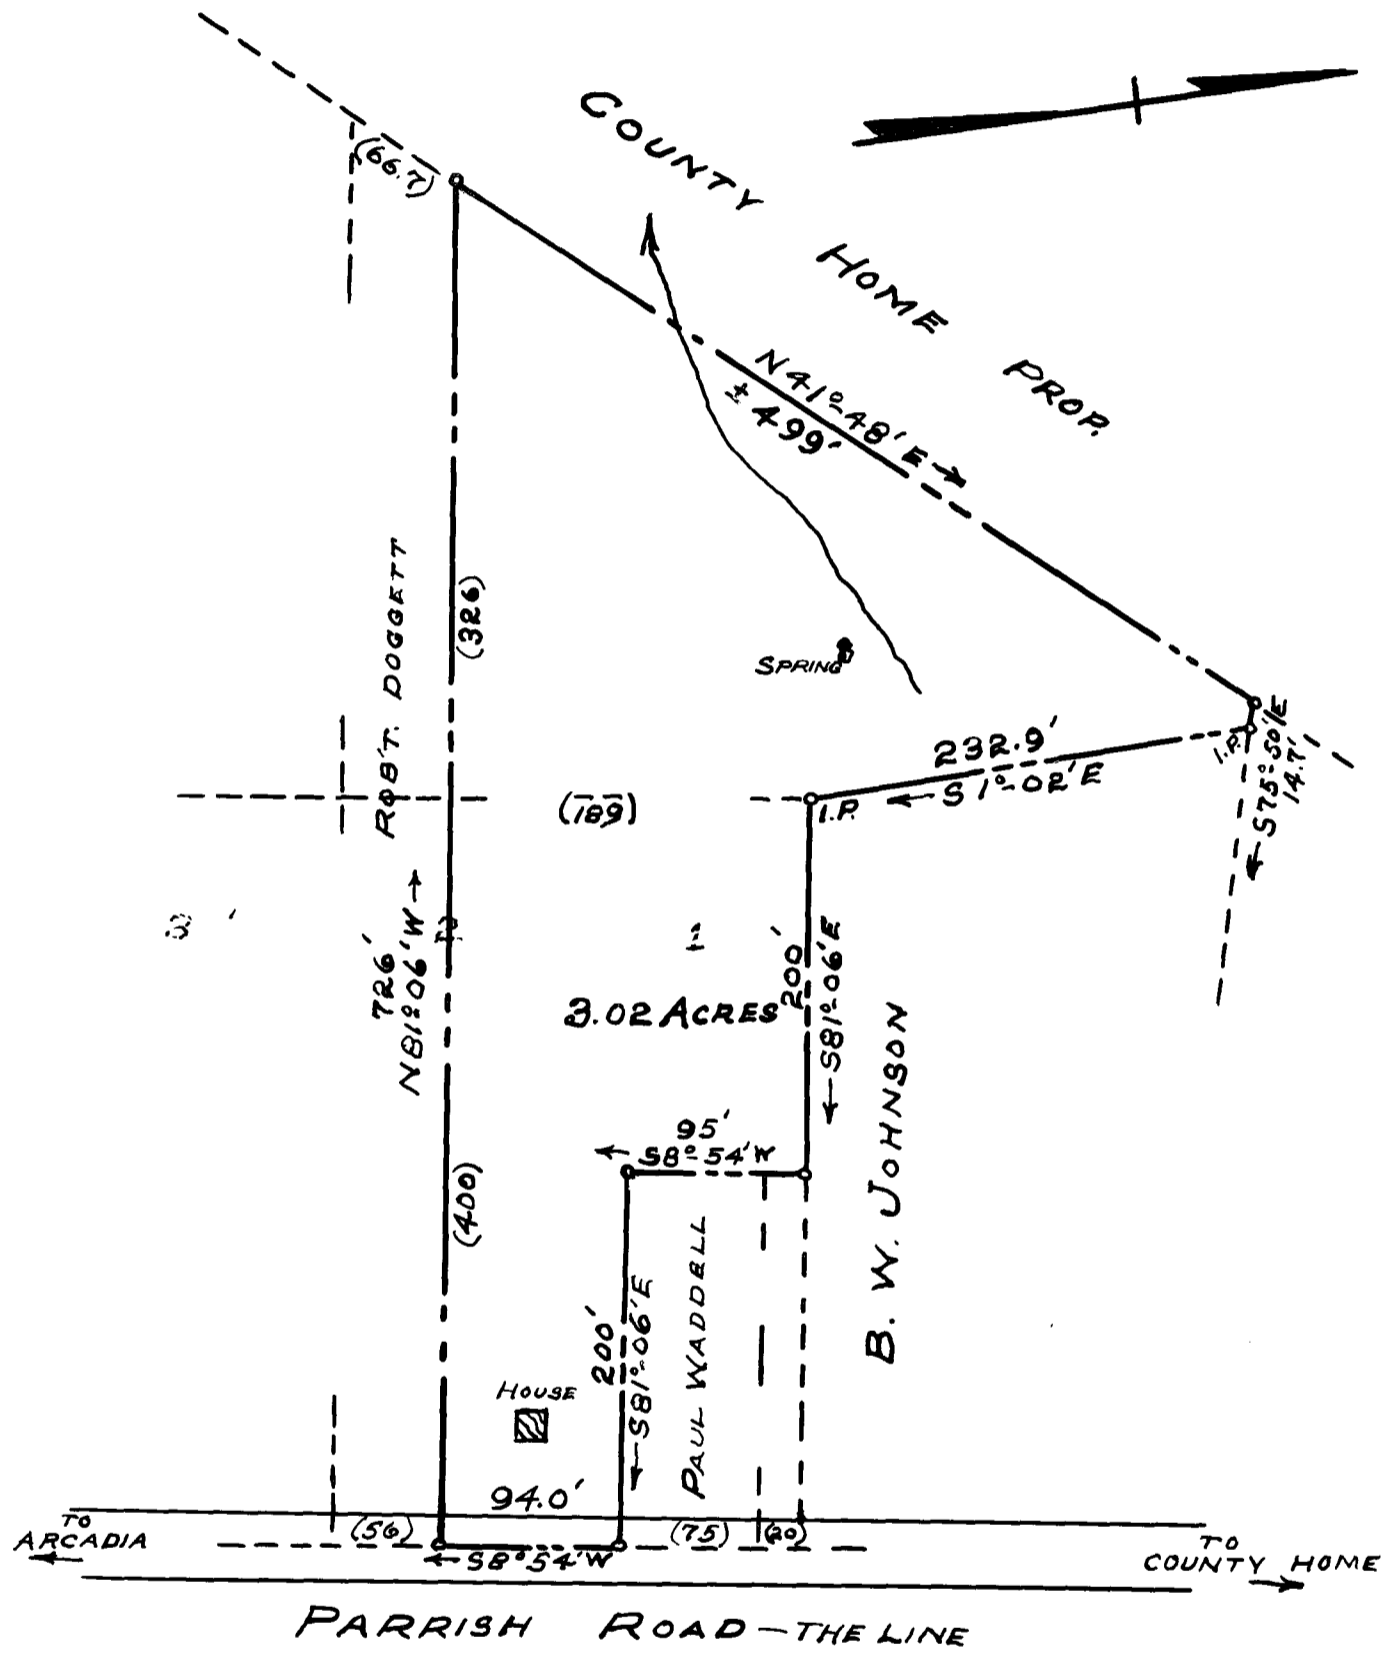 COUNTY HOME PROP.
(66.7)
N 41°-48' E →
± 499'
ROB'T. DOGGETT
(326)
SPRING
S75°-50'E
14.7'
I.P.
232.9'
← S 1°-02' E
I.P.
(189)
726'
N81°-06'W →
3.02 ACRES
200'
← S81°-06'E
B. W. JOHNSON
95'
← S8°-54'W
(400)
200'
← S81°-06'E
PAUL WADDELL
HOUSE
94.0'
(56)
(75)
(20)
← S8°54'W
TO
ARCADIA
←
TO
COUNTY HOME
→
PARRISH ROAD — THE LINE